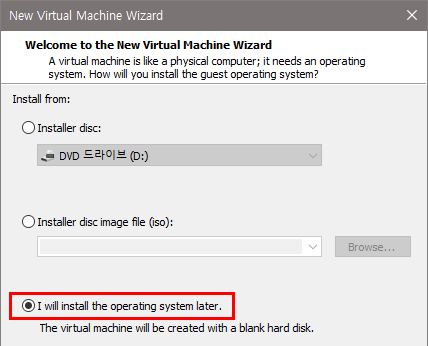 New Virtual Machine Wizard
Welcome to the New Virtual Machine Wizard
A virtual machine is like a physical computer; it needs an operating
system. How will you install the guest operating system?
Install from:
Installer disc:
DVD 드라이브 (D:)
Installer disc image file (iso):
Browse...
I will install the operating system later.
The virtual machine will be created with a blank hard disk.